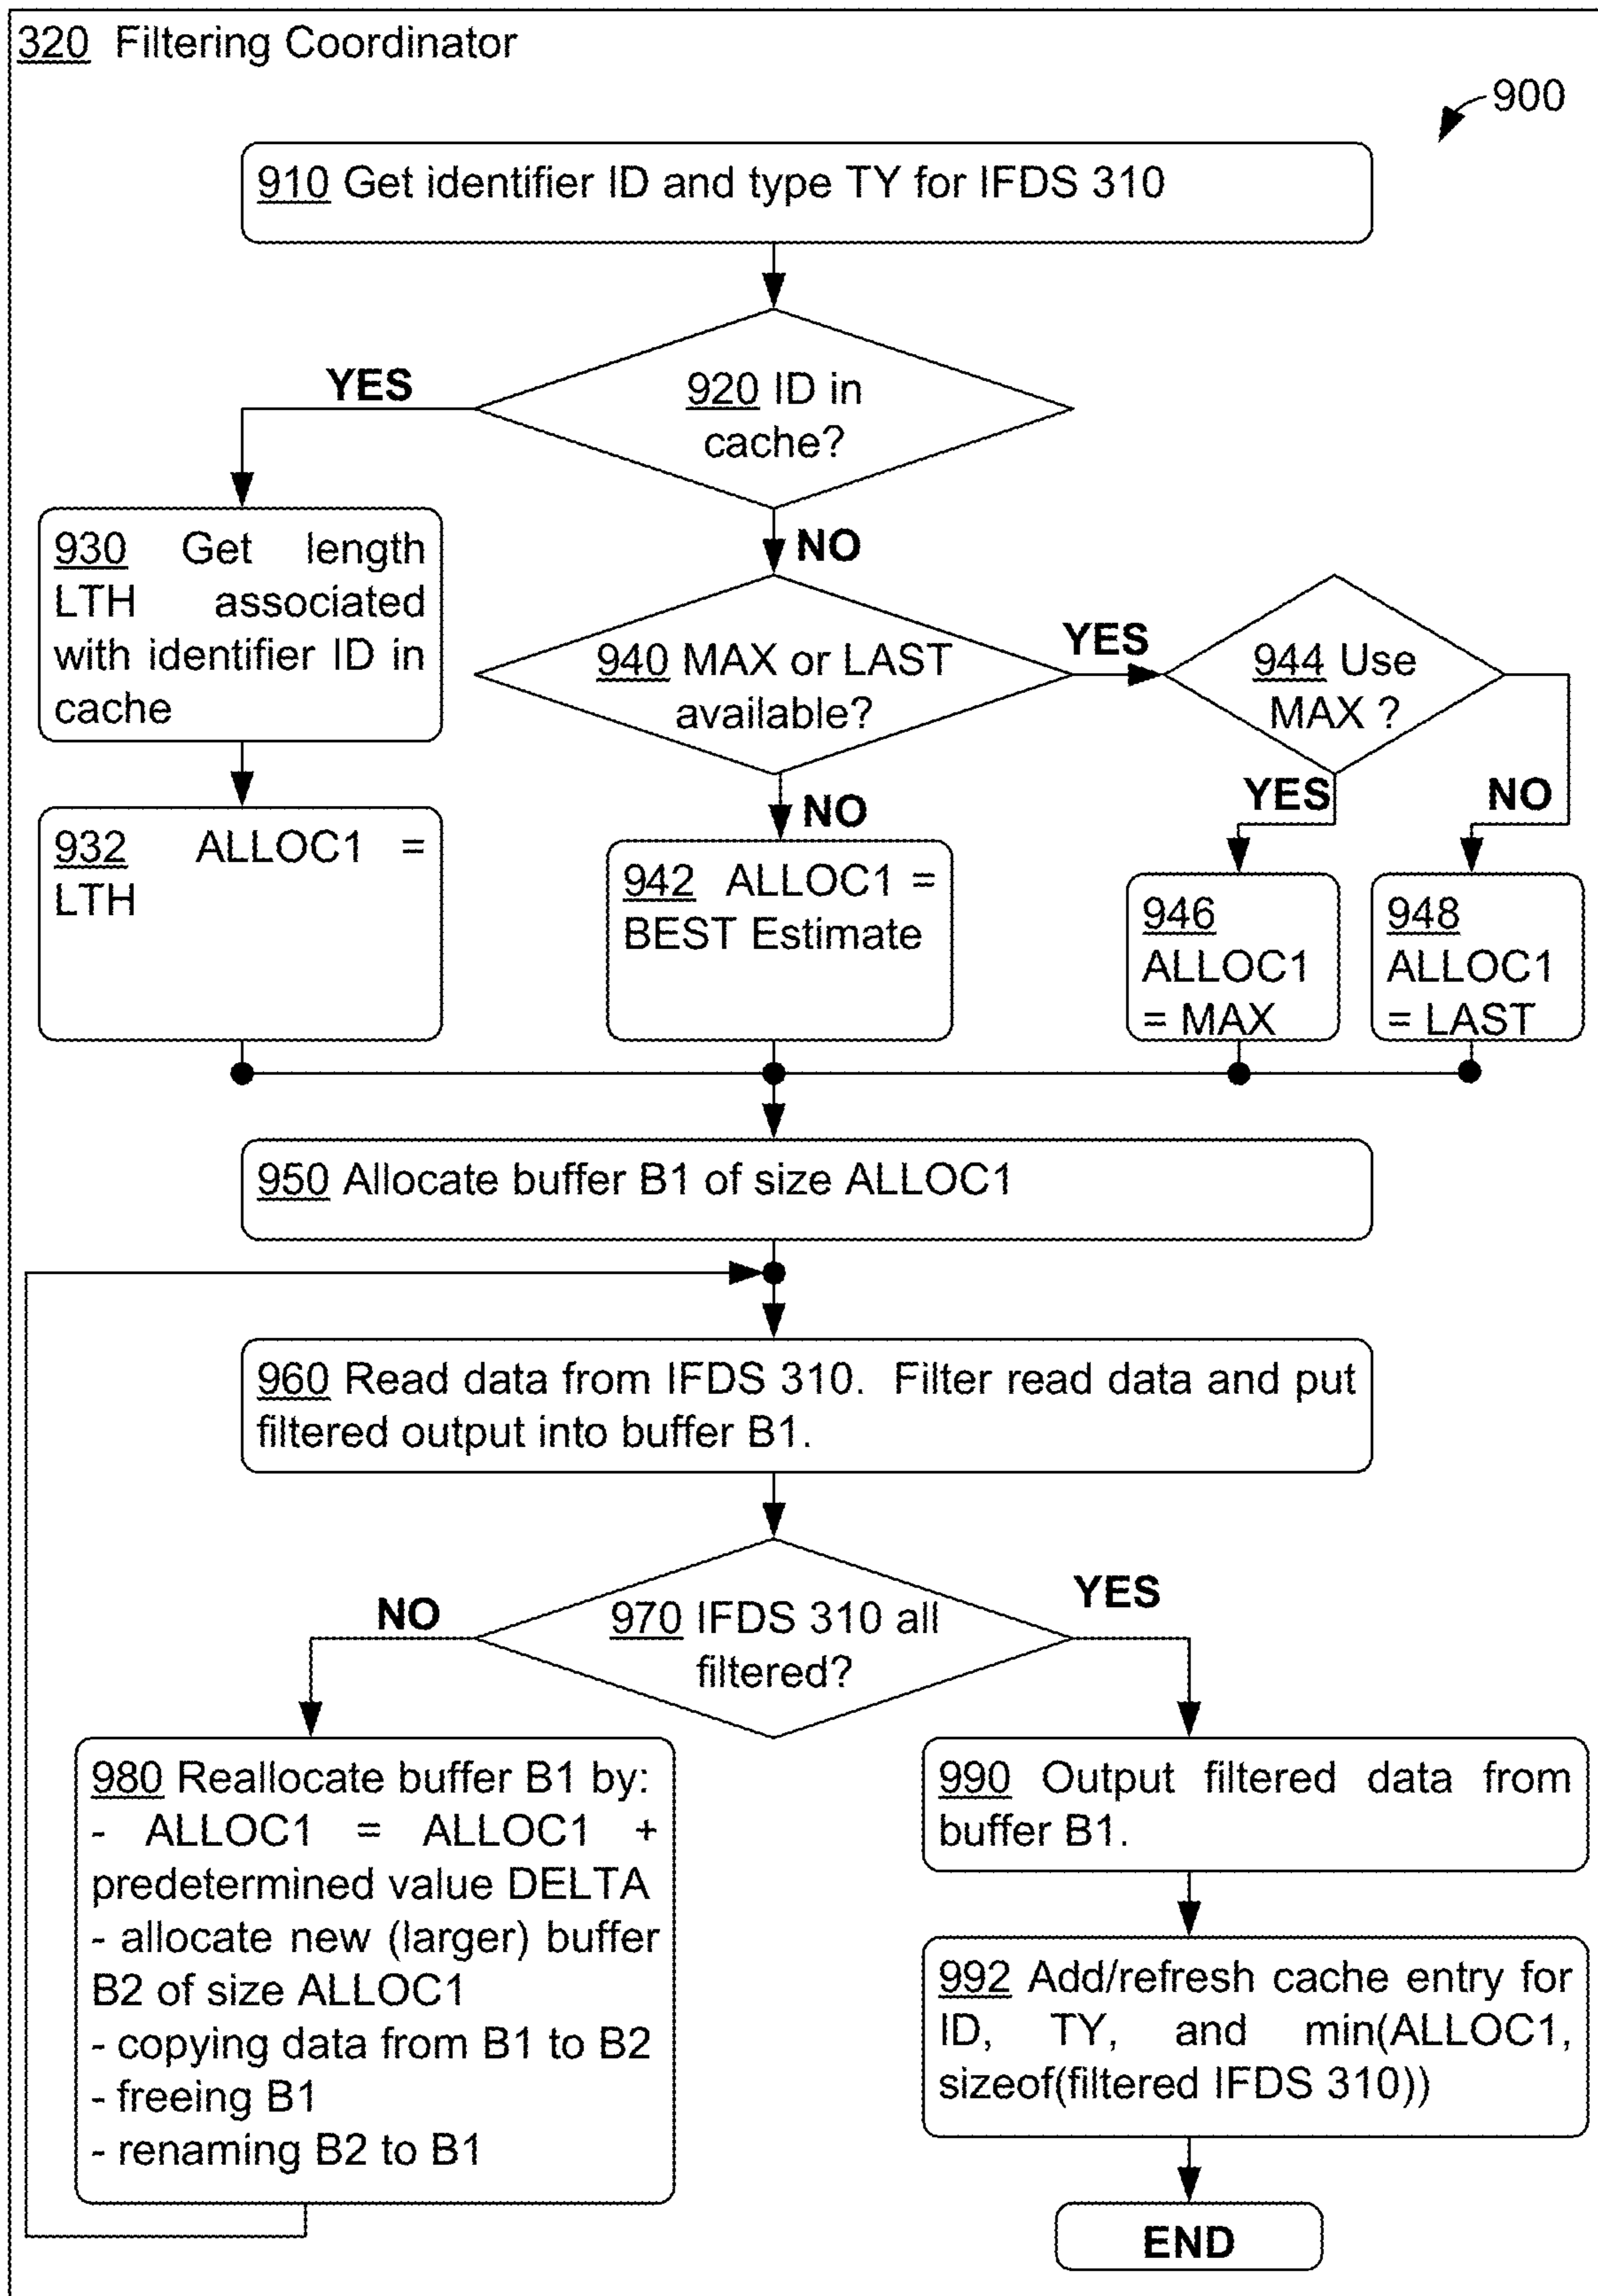 320 Filtering Coordinator
900
910 Get identifier ID and type TY for IFDS 310
YES
920 ID in
cache?
930 Get length
LTH associated
with identifier ID in
cache
NO
940 MAX or LAST
available?
YES
944 Use
MAX ?
932 ALLOC1 =
LTH
NO
942 ALLOC1 =
BEST Estimate
YES
NO
946
ALLOC1
= MAX
948
ALLOC1
= LAST
950 Allocate buffer B1 of size ALLOC1
960 Read data from IFDS 310. Filter read data and put
filtered output into buffer B1.
NO
970 IFDS 310 all
filtered?
YES
980 Reallocate buffer B1 by:
- ALLOC1 = ALLOC1 +
predetermined value DELTA
- allocate new (larger) buffer
B2 of size ALLOC1
- copying data from B1 to B2
- freeing B1
- renaming B2 to B1
990 Output filtered data from
buffer B1.
992 Add/refresh cache entry for
ID, TY, and min(ALLOC1,
sizeof(filtered IFDS 310))
END